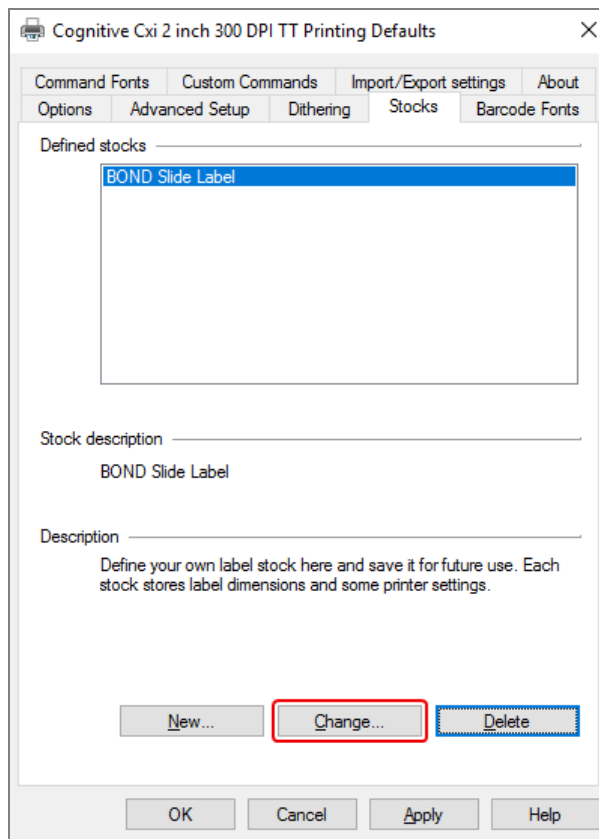 Cognitive Cxi 2 inch 300 DPI TT Printing Defaults
Command Fonts Custom Commands Import/Export settings About
Options Advanced Setup Dithering Stocks Barcode Fonts
Defined stocks
BOND Slide Label
Stock description
BOND Slide Label
Description
Define your own label stock here and save it for future use. Each
stock stores label dimensions and some printer settings.
New... Change... Delete
OK Cancel Apply Help